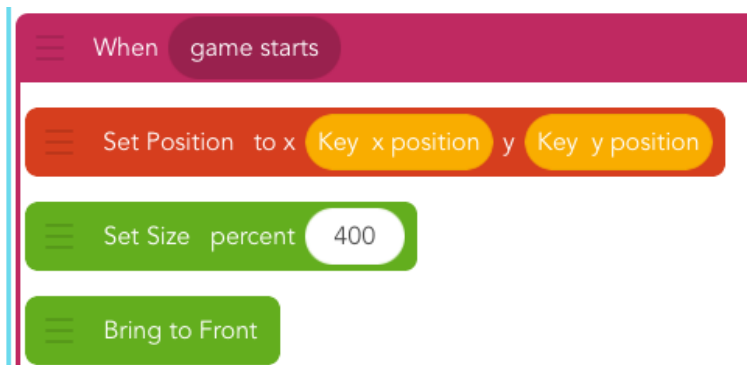 When game starts
Set Position to x Key x position y Key y position
Set Size percent 400
Bring to Front